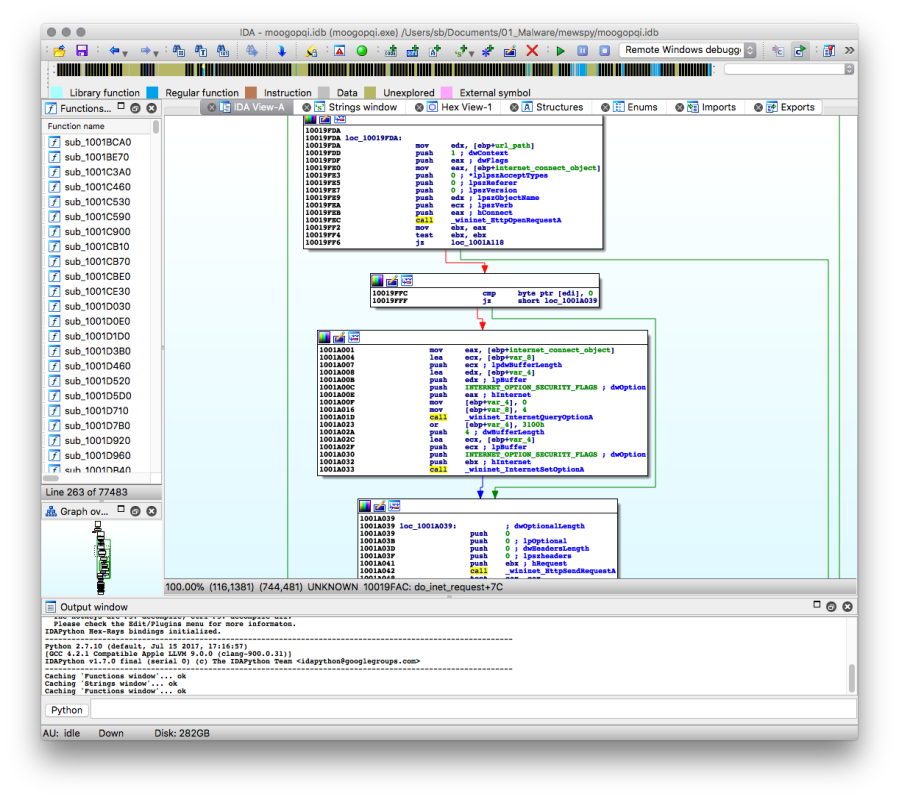 IDA - moogopqi.idb (moogopqi.exe) /Users/sb/Documents/01_Malware/mewspy/moogopqi.idb
Remote Windows debugge
Library function Regular function Instruction Data Unexplored External symbol
Functions... IDA View-A Strings window Hex View-1 Structures Enums Imports Exports
Function name
sub_1001BCA0
sub_1001BE70
sub_1001C3A0
sub_1001C460
sub_1001C530
sub_1001C590
sub_1001C900
sub_1001CB10
sub_1001CB70
sub_1001CBE0
sub_1001CE30
sub_1001D030
sub_1001D0E0
sub_1001D1D0
sub_1001D3B0
sub_1001D460
sub_1001D520
sub_1001D5D0
sub_1001D710
sub_1001D7B0
sub_1001D920
sub_1001D960
sub_1001DB40
Line 263 of 77483
Graph ov...
10019FDA
10019FDA loc_10019FDA:
10019FDA mov edx, [ebp+url_path]
10019FDD push 1 ; dwContext
10019FDF push eax ; dwFlags
10019FE0 mov eax, [ebp+internet_connect_object]
10019FE3 push 0 ; *lplpszAcceptTypes
10019FE5 push 0 ; lpszReferer
10019FE7 push 0 ; lpszVersion
10019FE9 push edx ; lpszObjectName
10019FEA push ecx ; lpszVerb
10019FEB push eax ; hConnect
10019FEC call _wininet_HttpOpenRequestA
10019FF2 mov ebx, eax
10019FF4 test ebx, ebx
10019FF6 jz loc_1001A118
10019FFC cmp byte ptr [edi], 0
10019FFF jz short loc_1001A039
1001A001 mov eax, [ebp+internet_connect_object]
1001A004 lea ecx, [ebp+var_8]
1001A007 push ecx ; lpdwBufferLength
1001A008 lea edx, [ebp+var_4]
1001A00B push edx ; lpBuffer
1001A00C push INTERNET_OPTION_SECURITY_FLAGS ; dwOption
1001A00E push eax ; hInternet
1001A00F mov [ebp+var_4], 0
1001A016 mov [ebp+var_8], 4
1001A01D call _wininet_InternetQueryOptionA
1001A023 or [ebp+var_4], 3100h
1001A02A push 4 ; dwBufferLength
1001A02C lea ecx, [ebp+var_4]
1001A02F push ecx ; lpBuffer
1001A030 push INTERNET_OPTION_SECURITY_FLAGS ; dwOption
1001A032 push ebx ; hInternet
1001A033 call _wininet_InternetSetOptionA
1001A039
1001A039 loc_1001A039: ; dwOptionalLength
1001A039 push 0
1001A03B push 0 ; lpOptional
1001A03D push 0 ; dwHeadersLength
1001A03F push 0 ; lpszheaders
1001A041 push ebx ; hRequest
1001A042 call _wininet_HttpSendRequestA
100.00% (116,1381) (744,481) UNKNOWN 10019FAC: do_inet_request+7C
Output window
Please check the Edit/Plugins menu for more informaton.
IDAPython Hex-Rays bindings initialized.
Python 2.7.10 (default, Jul 15 2017, 17:16:57)
[GCC 4.2.1 Compatible Apple LLVM 9.0.0 (clang-900.0.31)]
IDAPython v1.7.0 final (serial 0) (c) The IDAPython Team <idapython@googlegroups.com>
Caching 'Functions window'... ok
Caching 'Strings window'... ok
Caching 'Functions window'... ok
Python
AU: idle Down Disk: 282GB